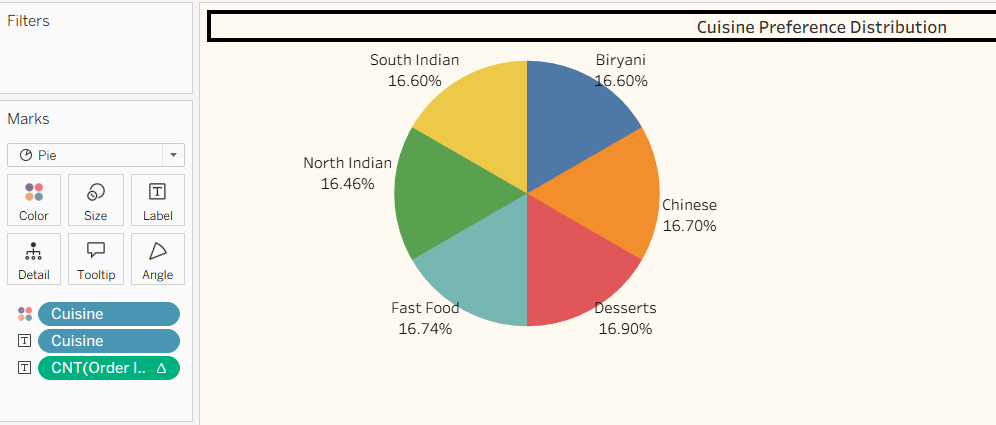 Filters
Marks
Pie
Color
Size
Label
Detail
Tooltip
Angle
Cuisine
Cuisine
CNT(Order I..
Cuisine Preference Distribution
South Indian
16.60%
Biryani
16.60%
North Indian
16.46%
Chinese
16.70%
Fast Food
16.74%
Desserts
16.90%